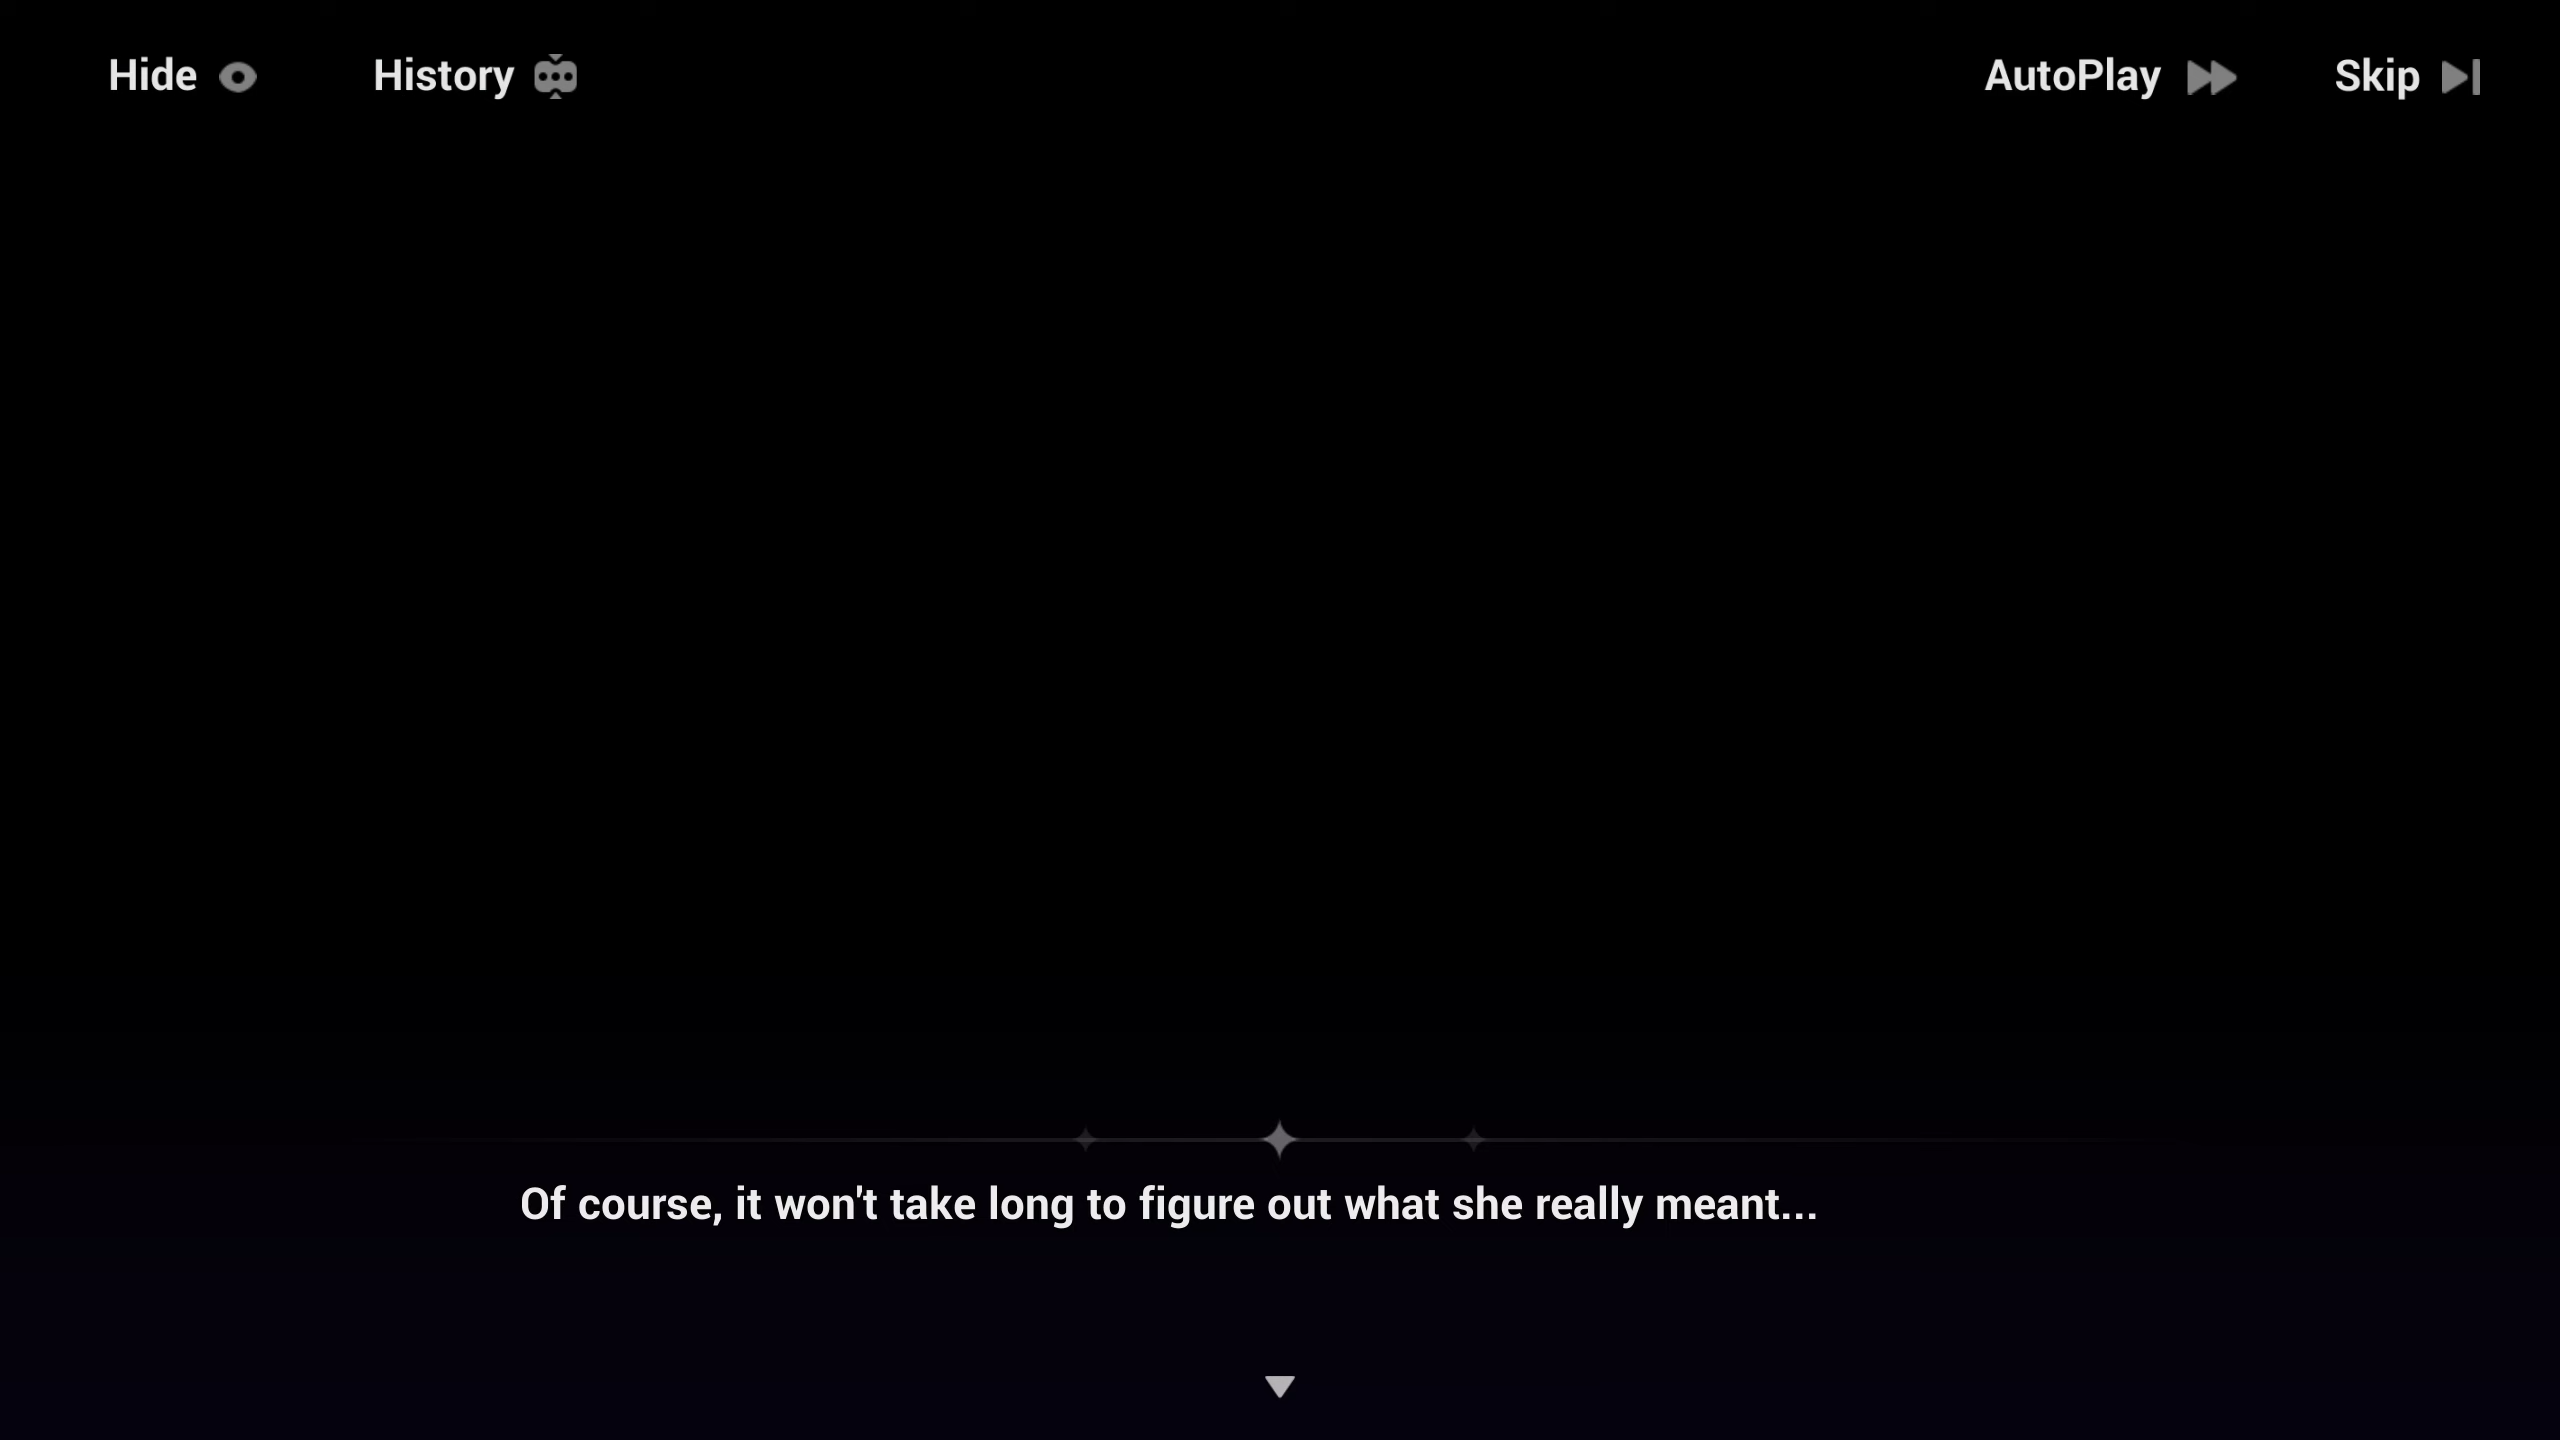 Hide
History
AutoPlay
Skip
Of course, it won't take long to figure out what she really meant...